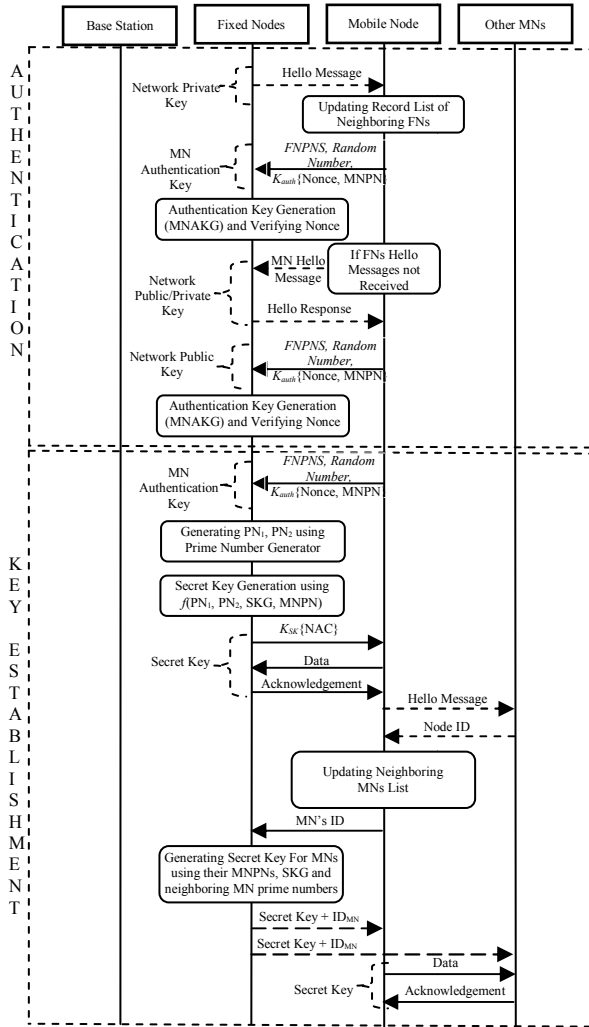 Base Station
Fixed Nodes
Mobile Node
Other MNs
AUTHENTICATION
Hello Message
Network Private
Key
Updating Record List of
Neighboring FNs
MN
Authentication
Key
FNPNS, Random
Number,
Kauth{Nonce, MNPN}
Authentication Key Generation
(MNAKG) and Verifying Nonce
Network
Public/Private
Key
MN Hello
Message
If FNs Hello
Messages not
Received
Hello Response
Network Public
Key
FNPNS, Random
Number,
Kauth{Nonce, MNPN}
Authentication Key Generation
(MNAKG) and Verifying Nonce
KEY ESTABLISHMENT
MN
Authentication
Key
FNPNS, Random
Number,
Kauth{Nonce, MNPN}
Generating PN1, PN2 using
Prime Number Generator
Secret Key Generation using
f(PN1, PN2, SKG, MNPN)
Secret Key
KSK{NAC}
Data
Acknowledgement
Hello Message
Node ID
Updating Neighboring
MNs List
MN's ID
Generating Secret Key For MNs
using their MNPNs, SKG and
neighboring MN prime numbers
Secret Key + IDMN
Secret Key + IDMN
Secret Key
Data
Acknowledgement